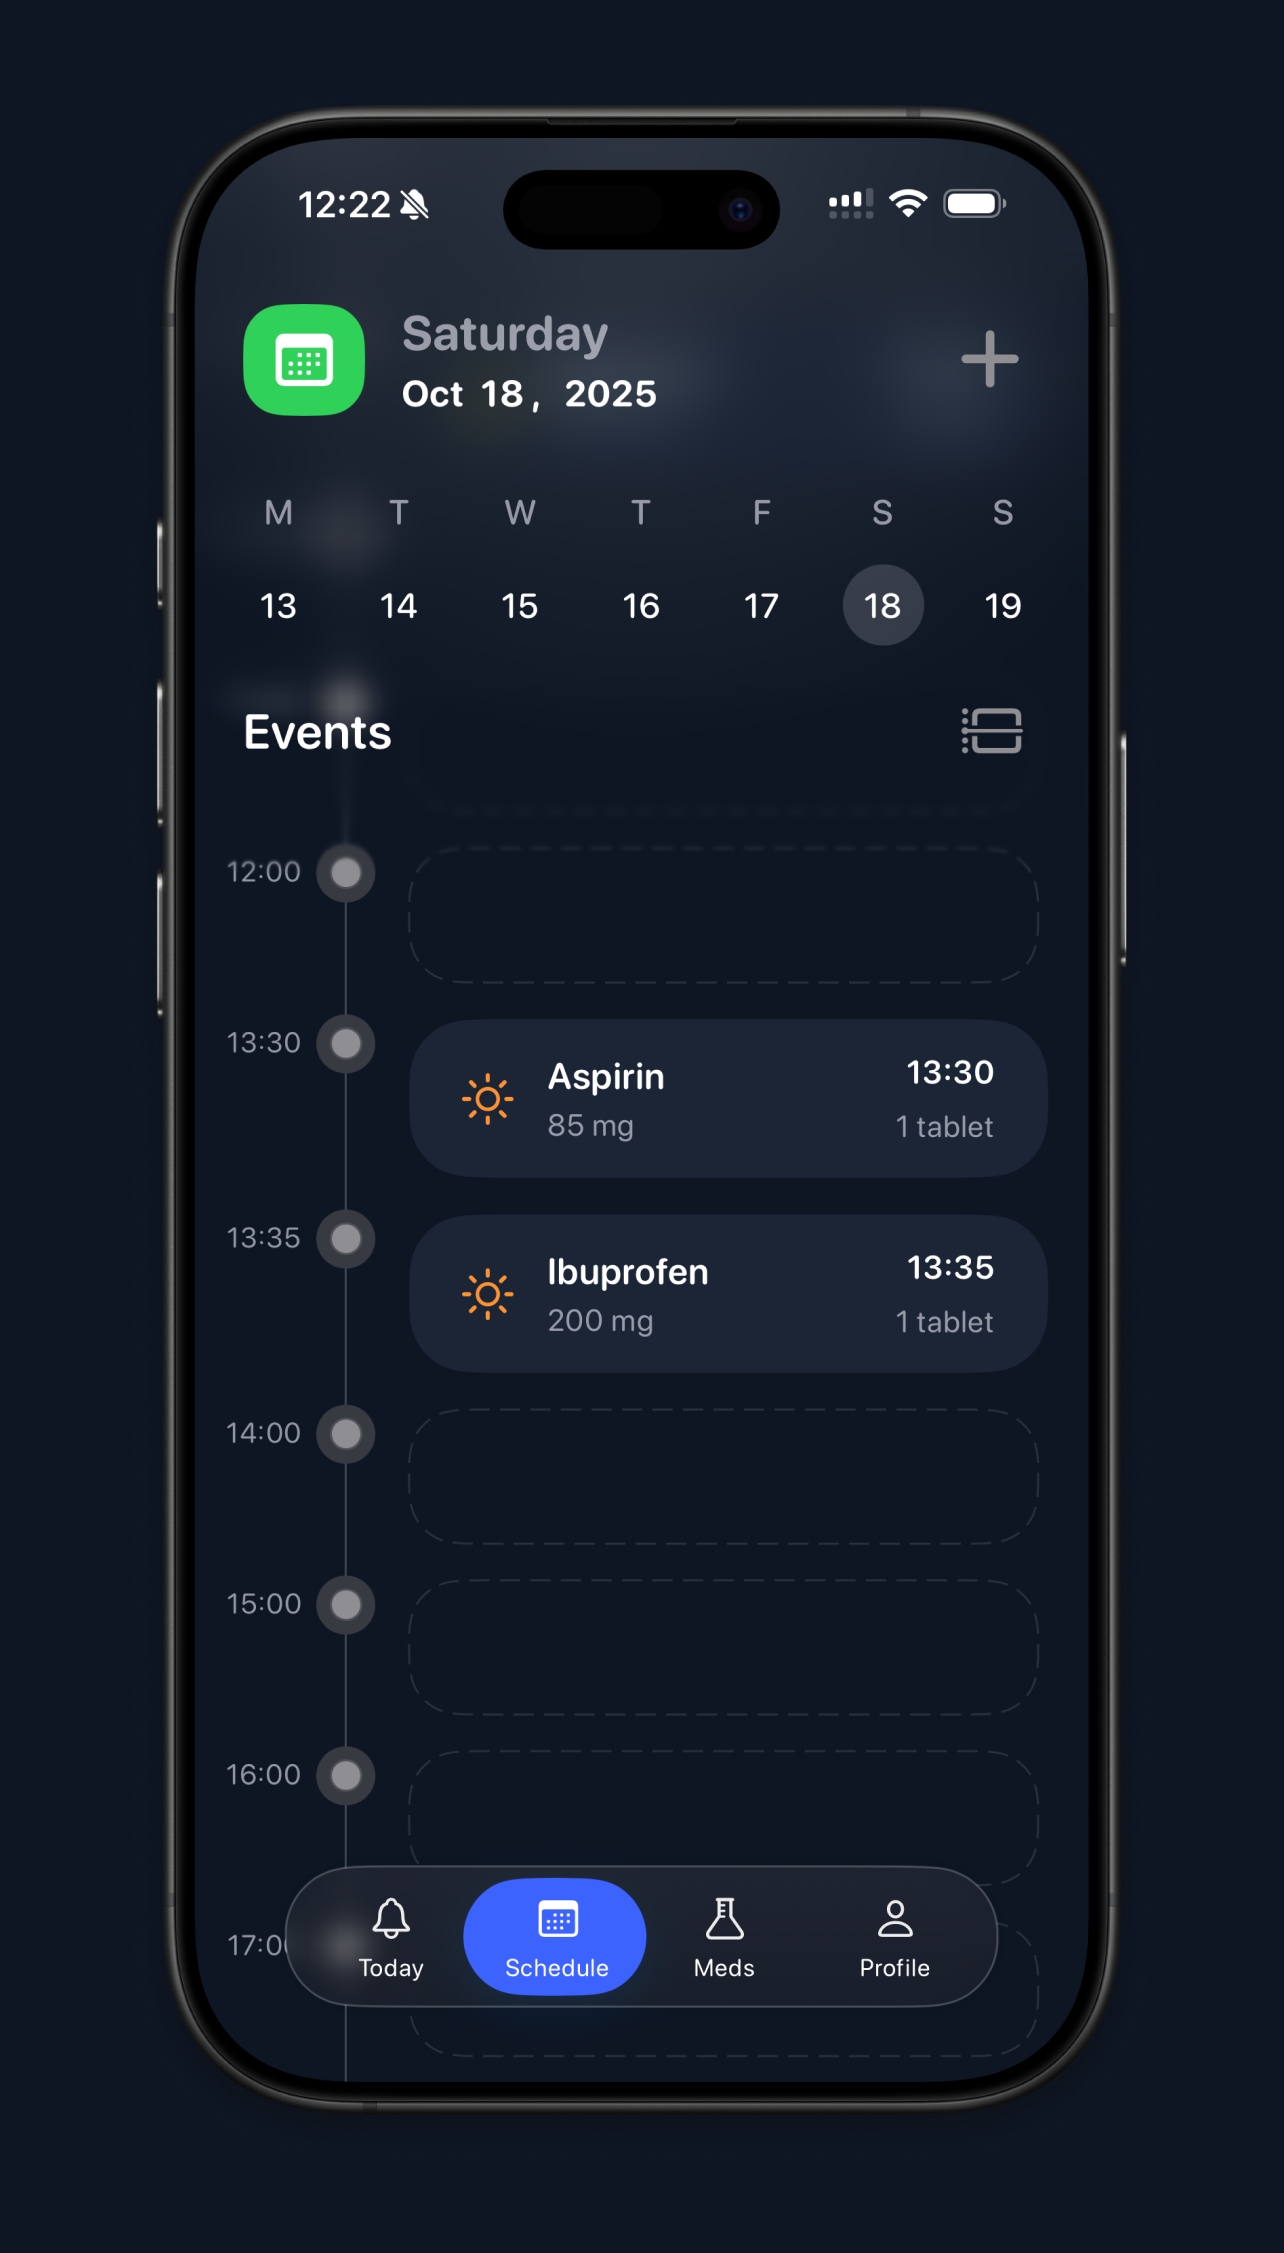 12:22
Saturday
Oct 18, 2025
M T W T F S S
13 14 15 16 17 18 19
Events
12:00
13:30
Aspirin
85 mg
13:30
1 tablet
13:35
Ibuprofen
200 mg
13:35
1 tablet
14:00
15:00
16:00
17:00
Today
Schedule
Meds
Profile